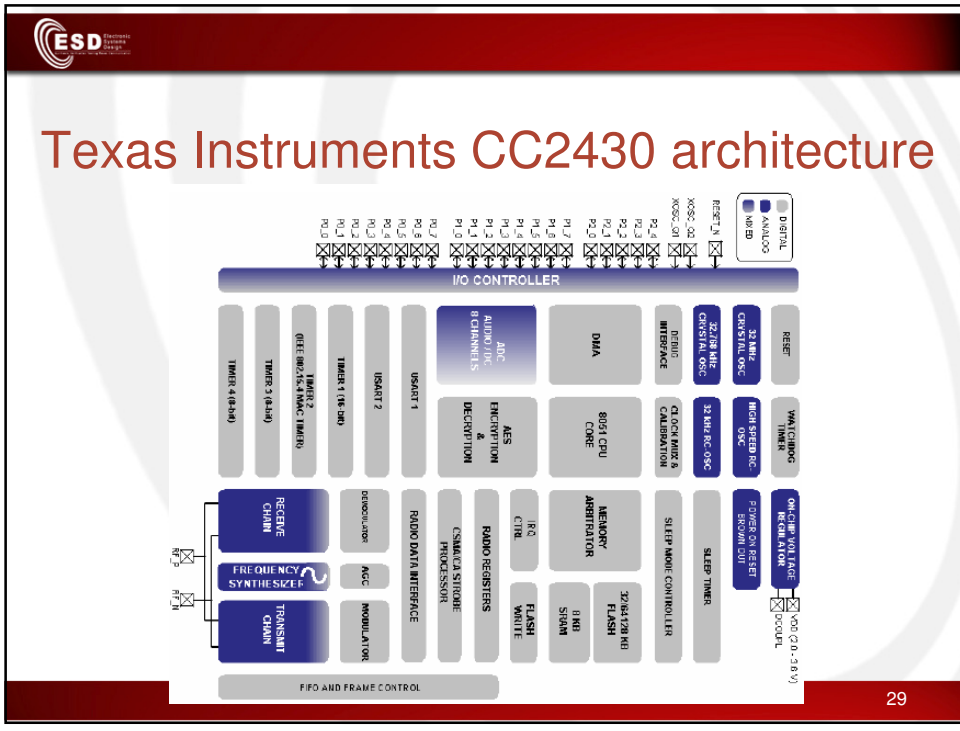 ESD Electronic
Systems
Design
Texas Instruments CC2430 architecture
DIGITAL
ANALOG
MIXED
RESET_N
XOSC_Q2
XOSC_Q1
P2_4
P2_3
P2_2
P2_1
P2_0
P1_7
P1_6
P1_5
P1_4
P1_3
P1_2
P1_1
P1_0
P0_7
P0_6
P0_5
P0_4
P0_3
P0_2
P0_1
P0_0
I/O CONTROLLER
RESET
WATCHDOG
TIMER
ON-CHIP VOLTAGE
REGULATOR
VDD (2.0 - 3.6 V)
DCOUPL
32 MHz
CRYSTAL OSC
HIGH SPEED RC-
OSC
POWER ON RESET
BROWN OUT
32.768 kHz
CRYSTAL OSC
32 kHz RC-OSC
SLEEP TIMER
DEBUG
INTERFACE
CLOCK MUX &
CALIBRATION
SLEEP MODE CONTROLLER
DMA
8051 CPU
CORE
MEMORY
ARBITRATOR
32/64/128 KB
FLASH
8 KB
SRAM
ADC
AUDIO / DC
8 CHANNELS
AES
ENCRYPTION
&
DECRYPTION
IRQ
CTRL
FLASH
WRITE
RADIO REGISTERS
CSMA/CA STROBE
PROCESSOR
USART 1
RADIO DATA INTERFACE
USART 2
TIMER 1 (16-bit)
TIMER 2
(IEEE 802.15.4 MAC TIMER)
TIMER 3 (8-bit)
TIMER 4 (8-bit)
DEMODULATOR
AGC
MODULATOR
RECEIVE
CHAIN
FREQUENCY
SYNTHESIZER
TRANSMIT
CHAIN
RF_P
RF_N
FIFO AND FRAME CONTROL
29